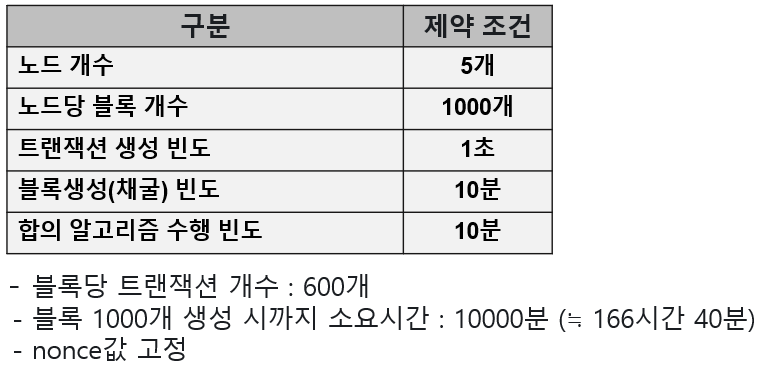 구분 제약 조건
노드 개수 5개
노드당 블록 개수 1000개
트랜잭션 생성 빈도 1초
블록생성(채굴) 빈도 10분
합의 알고리즘 수행 빈도 10분
- 블록당 트랜잭션 개수 : 600개
- 블록 1000개 생성 시까지 소요시간 : 10000분 (≒ 166시간 40분)
- nonce값 고정